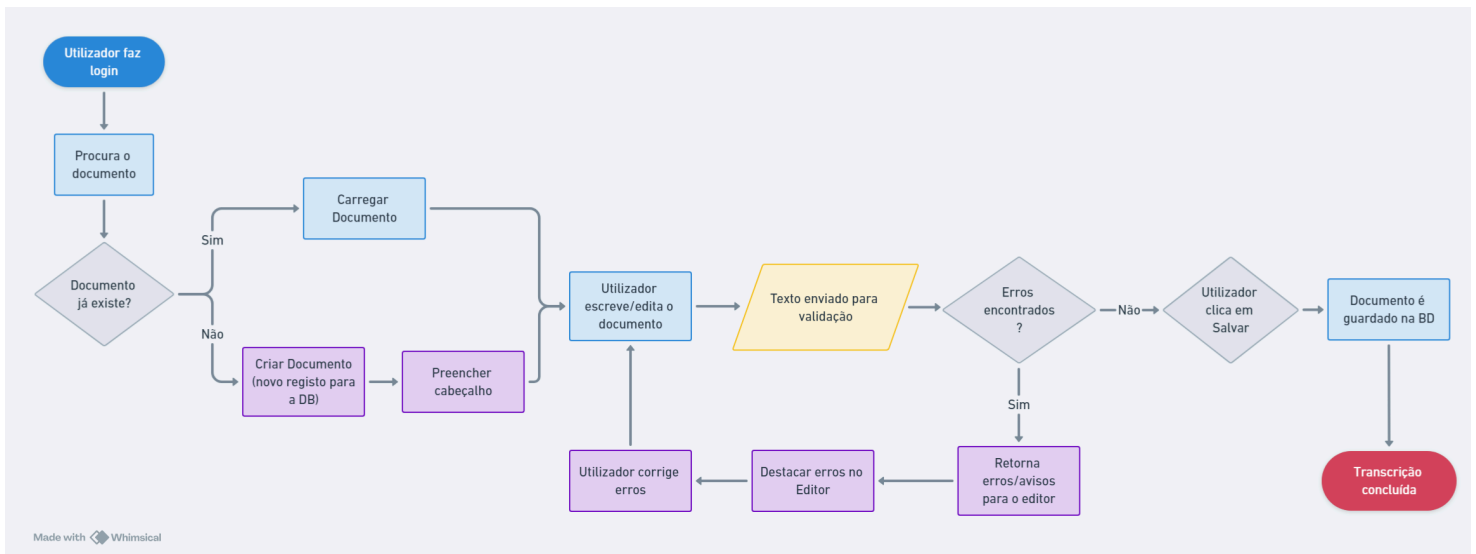 Utilizador faz
login
Procura o
documento
Documento
já existe?
Sim
Não
Carregar
Documento
Criar Documento
(novo registo para
a DB)
Preencher
cabeçalho
Utilizador
escreve/edita o
documento
Texto enviado para
validação
Erros
encontrados
?
Não
Sim
Utilizador
clica em
Salvar
Documento é
guardado na BD
Transcrição
concluída
Retorna
erros/avisos
para o editor
Destacar erros no
Editor
Utilizador corrige
erros
Made with Whimsical